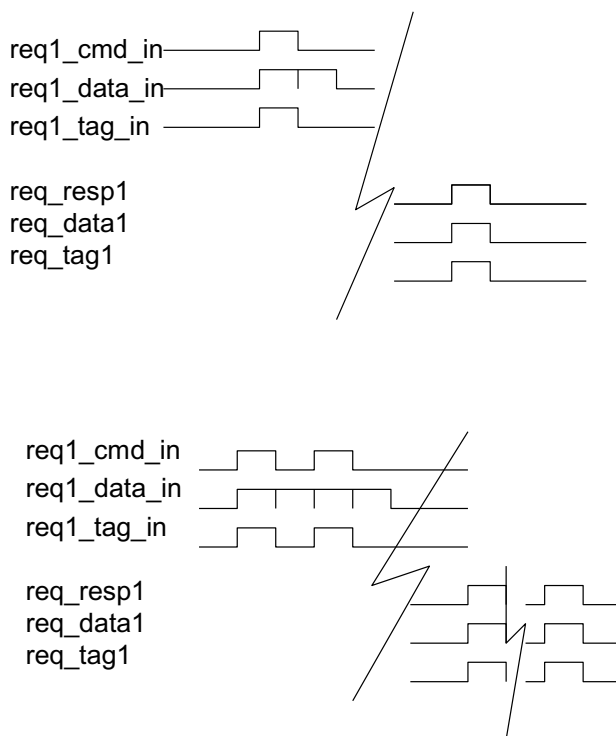 req1_cmd_in
req1_data_in
req1_tag_in
req_resp1
req_data1
req_tag1
req1_cmd_in
req1_data_in
req1_tag_in
req_resp1
req_data1
req_tag1